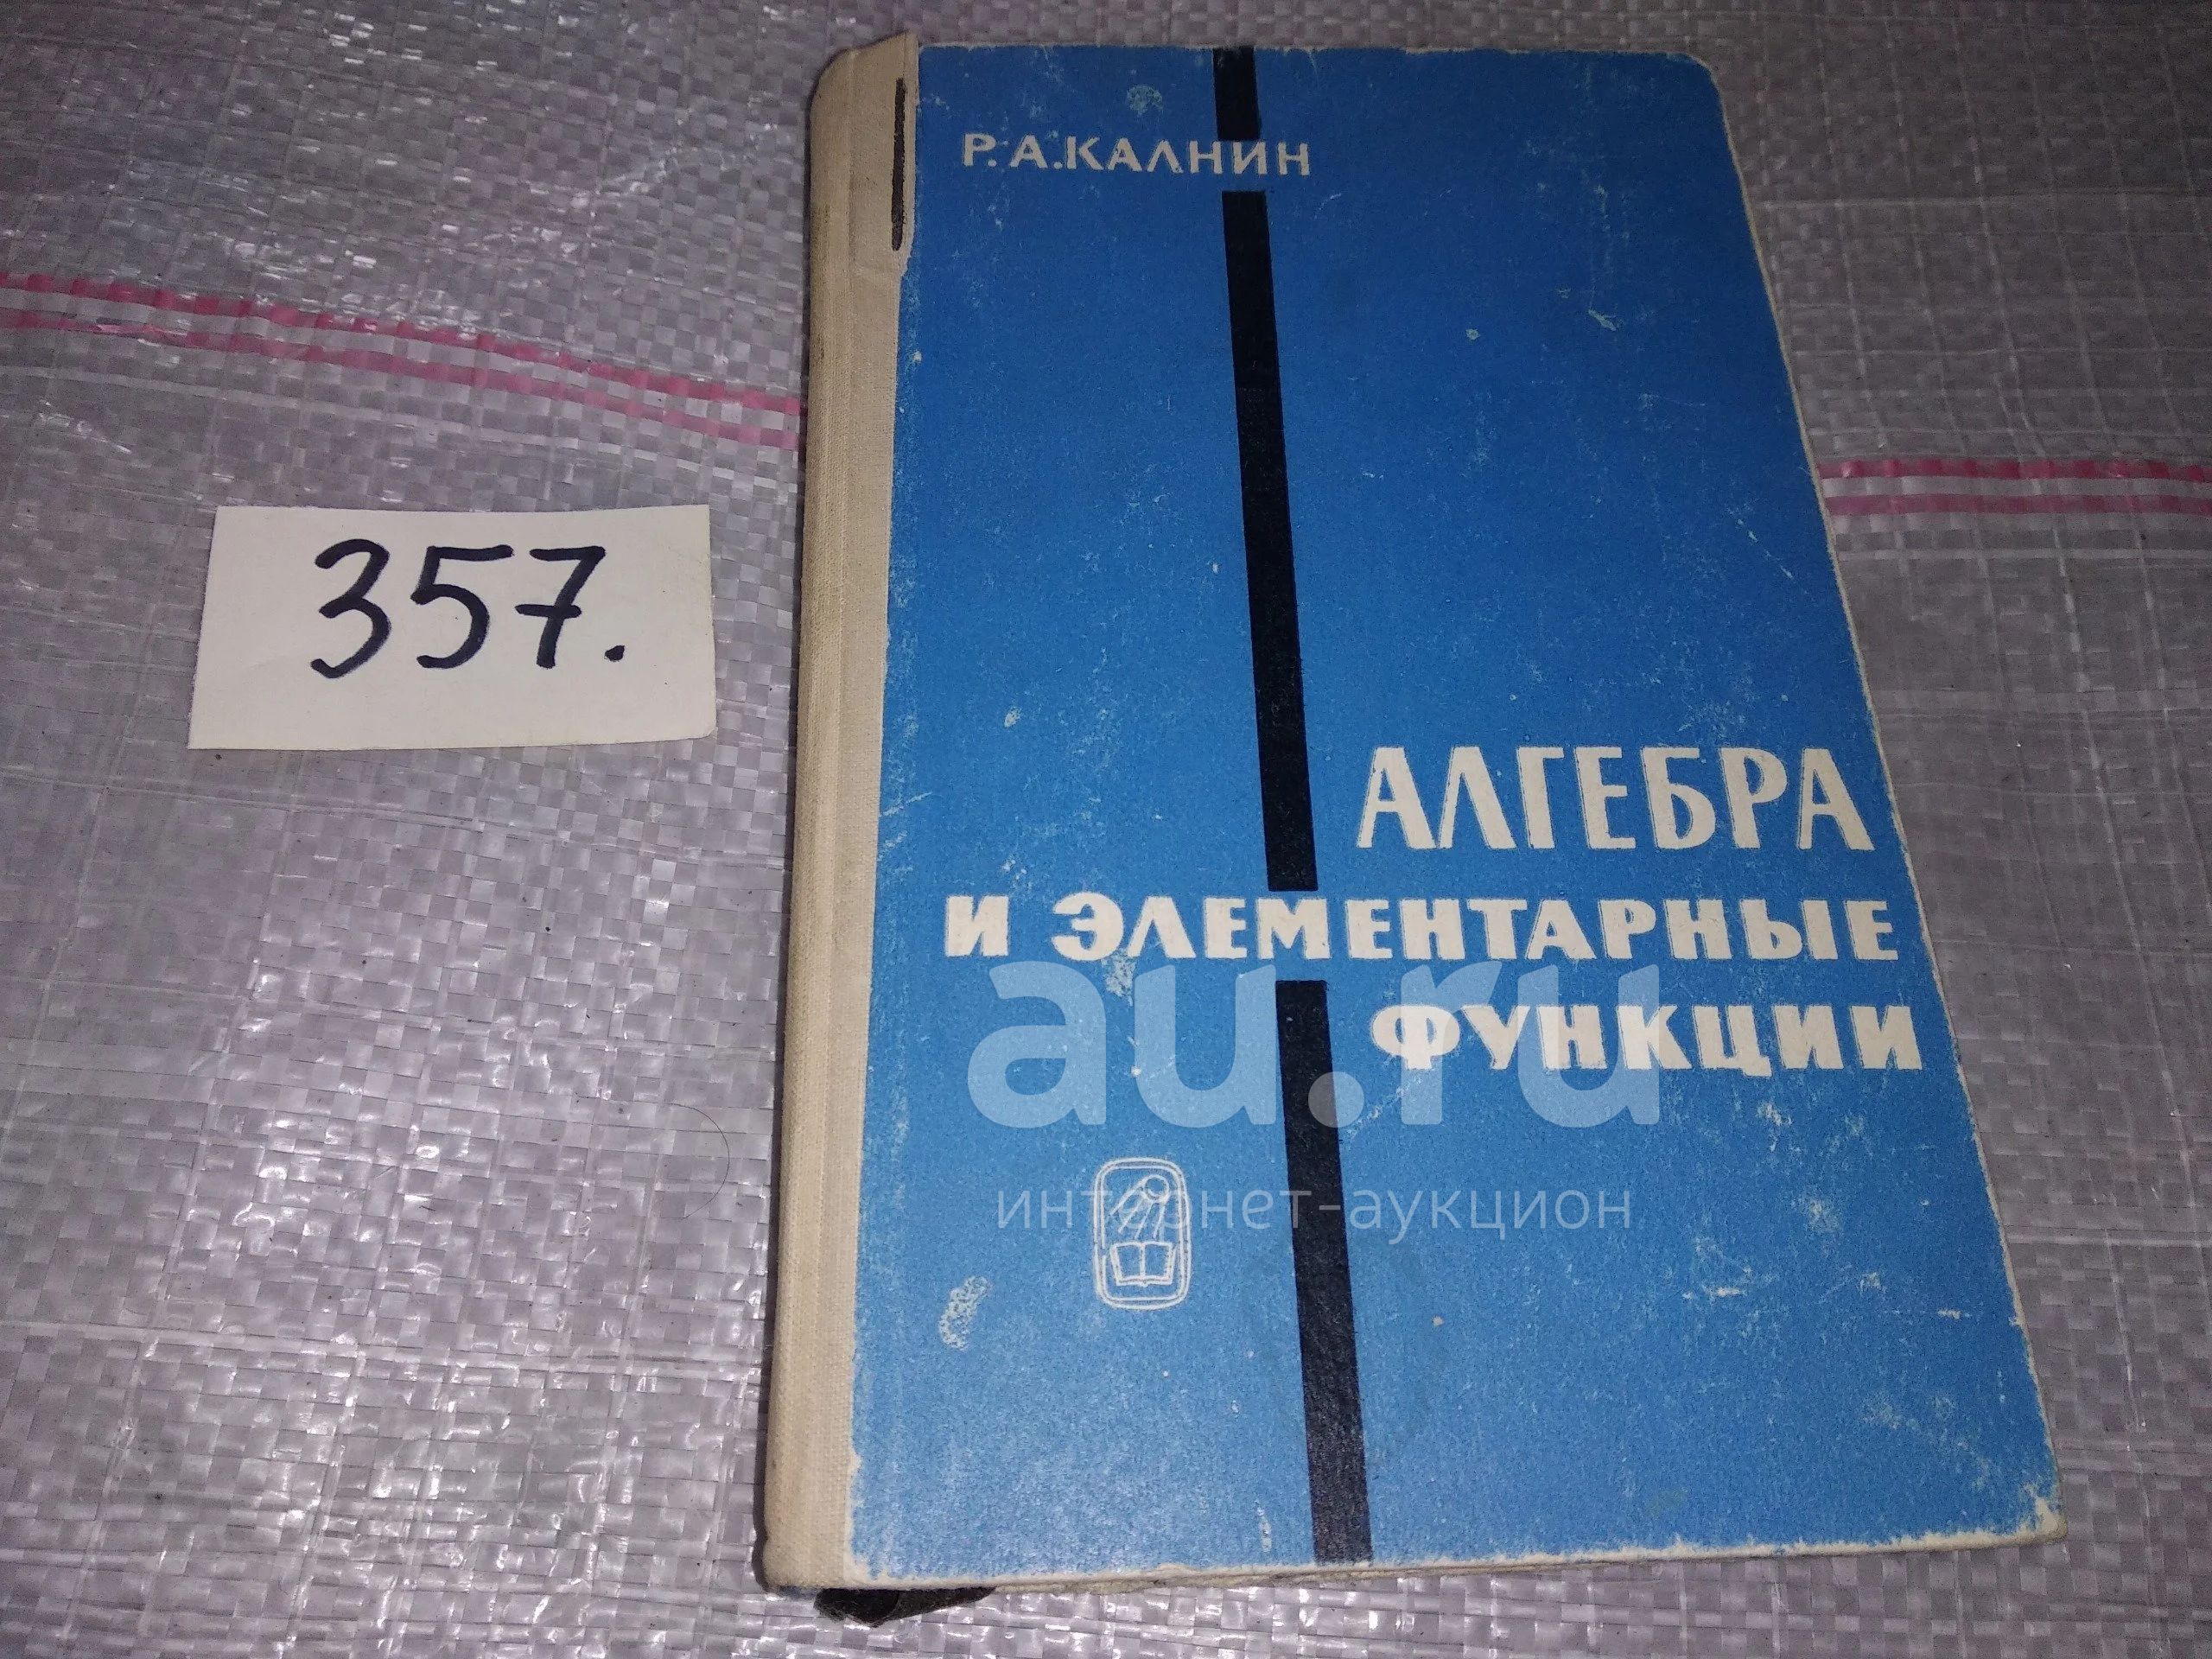 Р. А. КАЛНИН
357.
АЛГЕБРА
И ЭЛЕМЕНТАРНЫЕ
ФУНКЦИИ
au.ru
интернет-аукцион